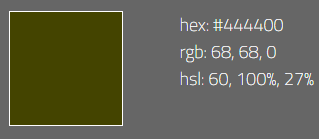 hex: #444400
rgb: 68, 68, 0
hsl: 60, 100%, 27%